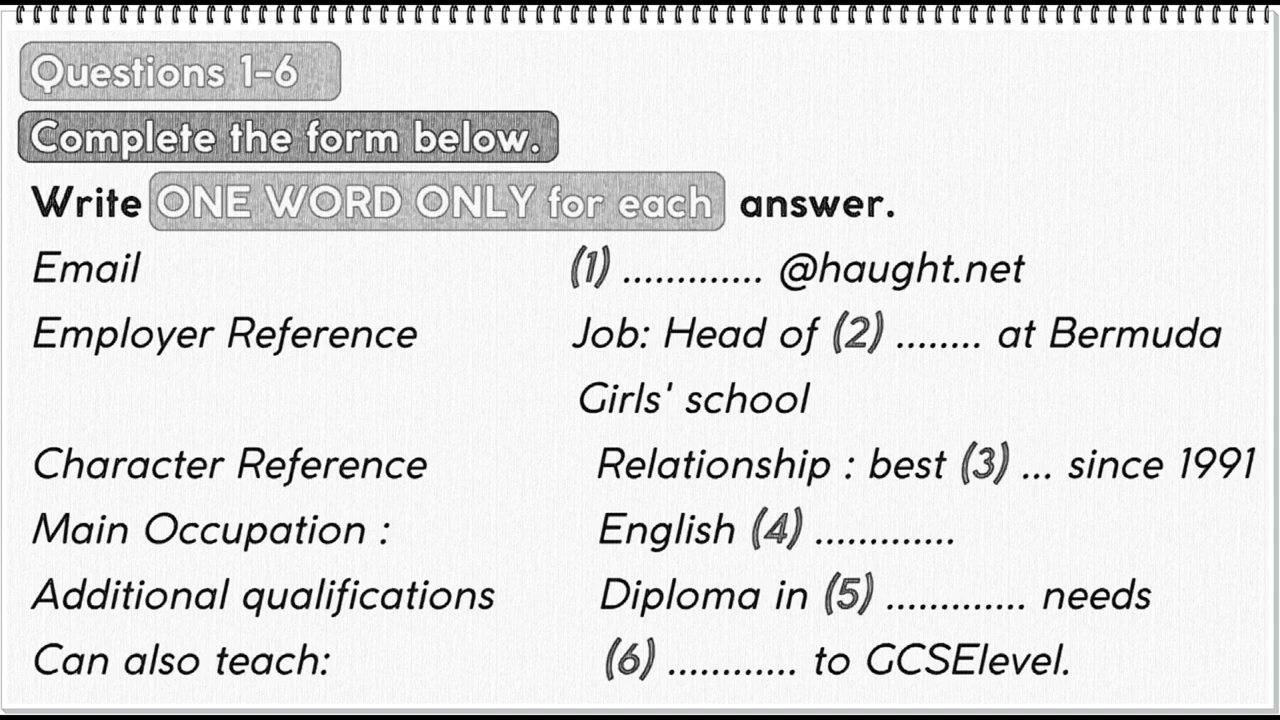 Questions 1-6
Complete the form below.
Write ONE WORD ONLY for each answer.
Email (1) ............. @haught.net
Employer Reference Job: Head of (2) ........ at Bermuda
Girls' school
Character Reference Relationship : best (3) ... since 1991
Main Occupation : English (4) .............
Additional qualifications Diploma in (5) ............. needs
Can also teach: (6) ............ to GCSElevel.